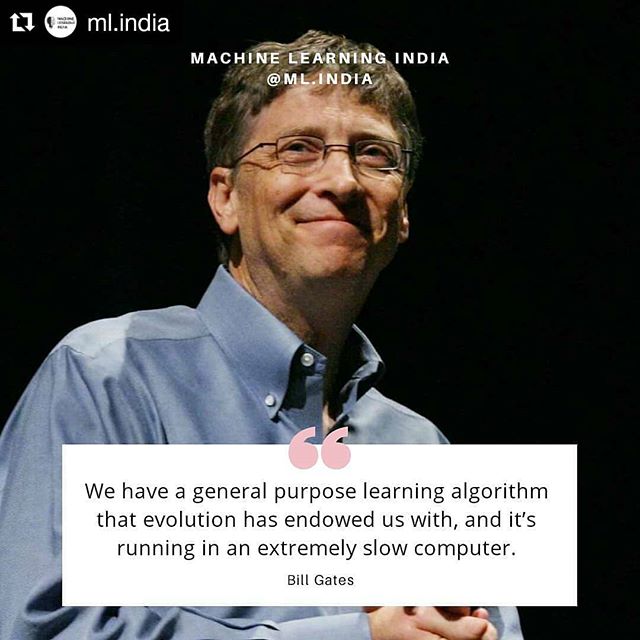 ml.india
MACHINE LEARNING INDIA
@ML.INDIA
We have a general purpose learning algorithm
that evolution has endowed us with, and it’s
running in an extremely slow computer.
Bill Gates